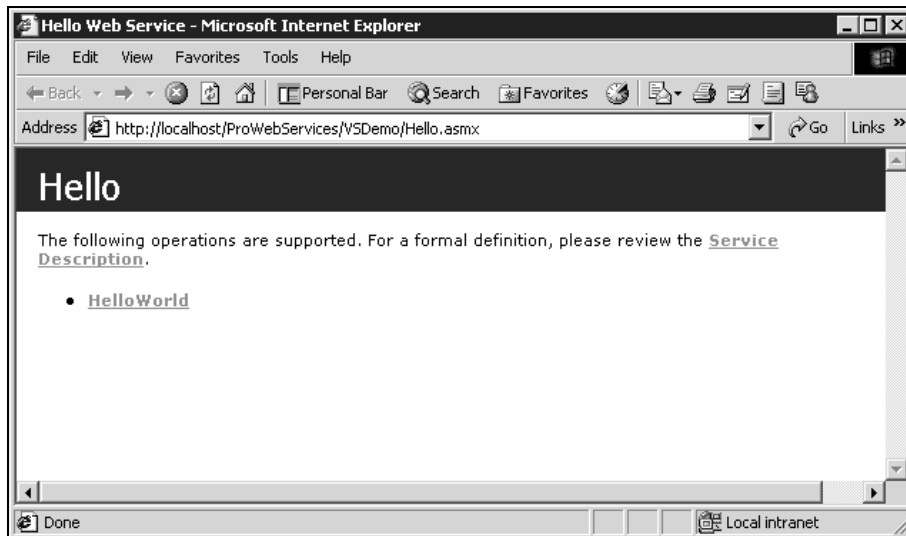 Hello Web Service - Microsoft Internet Explorer
File Edit View Favorites Tools Help
Back Personal Bar Search Favorites
Address http://localhost/ProWebServices/VSDemo/Hello.asmx Go Links »
Hello
The following operations are supported. For a formal definition, please review the Service
Description.
• HelloWorld
Done Local intranet